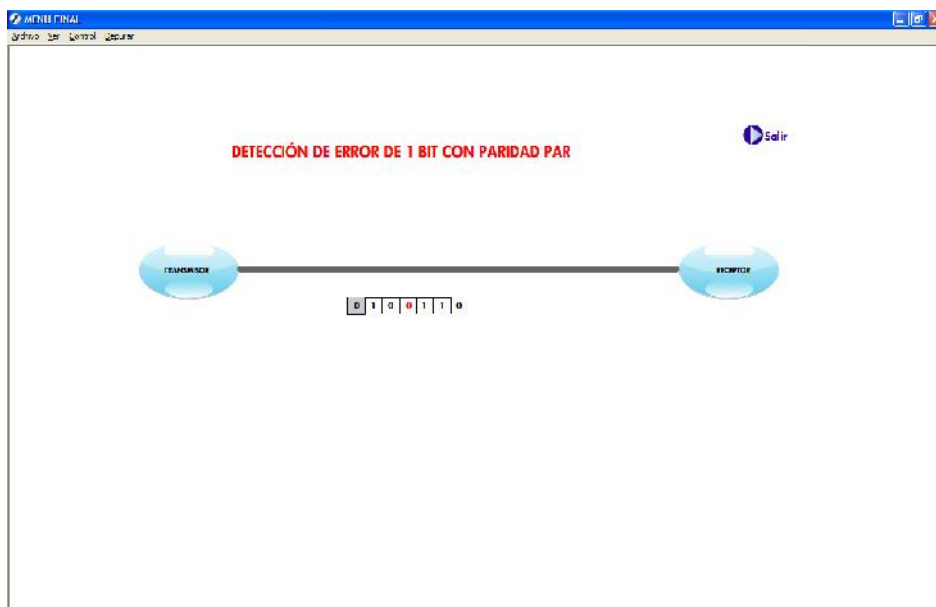 MENU FINAL
Archivo Ver Control Depurar
Salir
DETECCIÓN DE ERROR DE 1 BIT CON PARIDAD PAR
TRANSMISOR
RECEPTOR
0 1 0 0 1 1 0